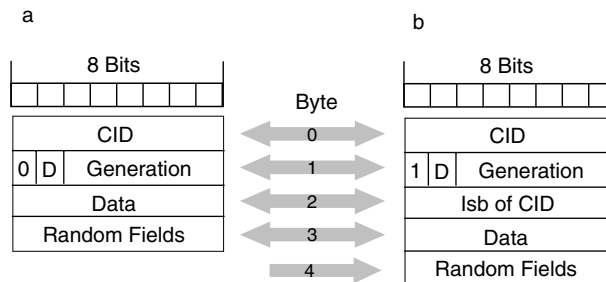 a
8 Bits
CID
0 D Generation
Data
Random Fields
Byte
0
1
2
3
4
b
8 Bits
CID
1 D Generation
lsb of CID
Data
Random Fields